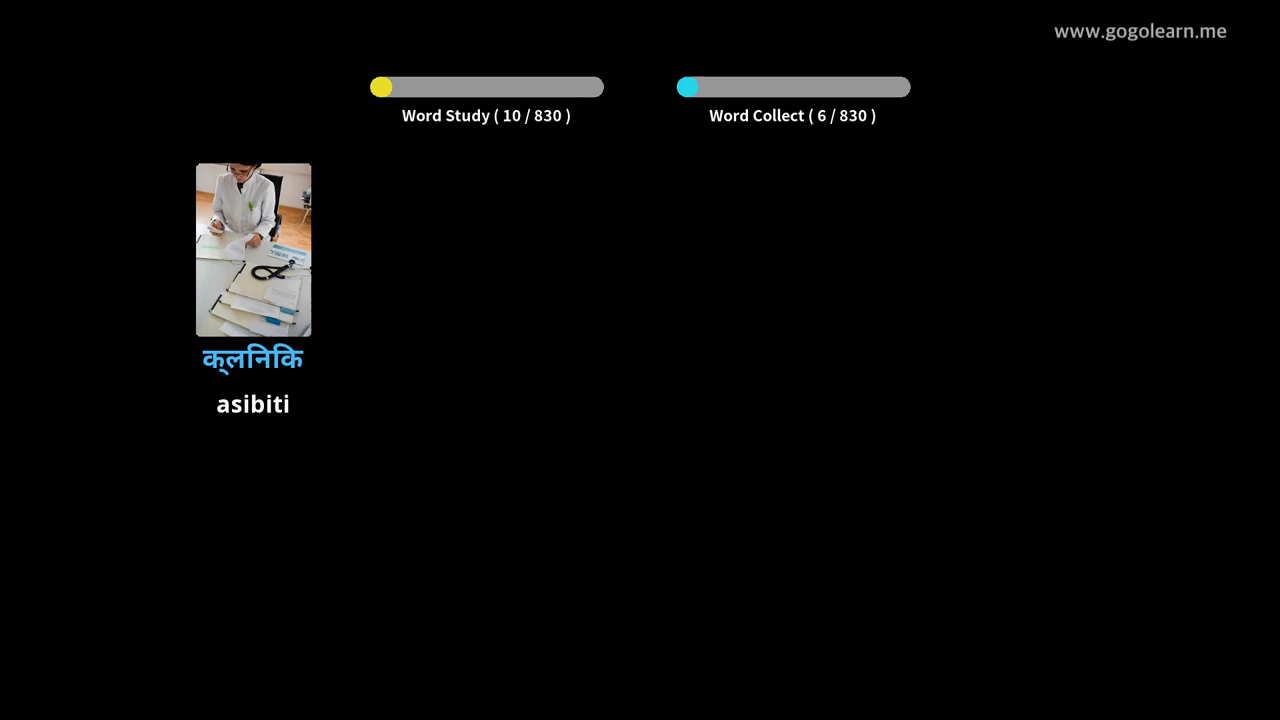 www.gogolearn.me
Word Study ( 10 / 830 )
Word Collect ( 6 / 830 )
क्लनिकि
asibiti